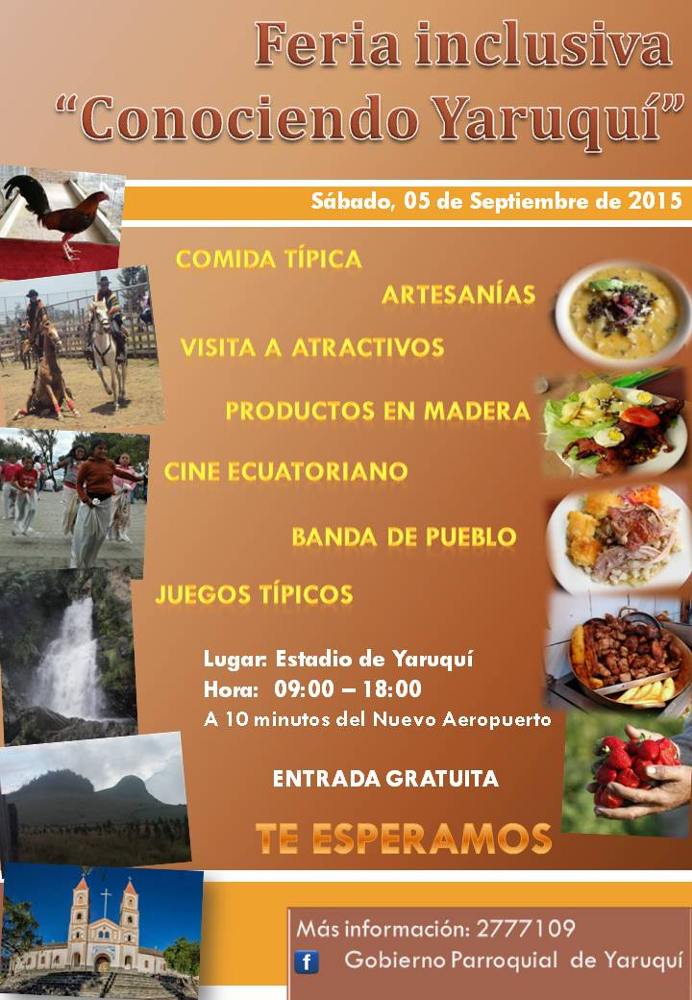 Feria inclusiva
“Conociendo Yaruquí”
Sábado, 05 de Septiembre de 2015
COMIDA TÍPICA
ARTESANÍAS
VISITA A ATRACTIVOS
PRODUCTOS EN MADERA
CINE ECUATORIANO
BANDA DE PUEBLO
JUEGOS TÍPICOS
Lugar: Estadio de Yaruquí
Hora: 09:00 – 18:00
A 10 minutos del Nuevo Aeropuerto
ENTRADA GRATUITA
TE ESPERAMOS
Más información: 2777109
f Gobierno Parroquial de Yaruquí